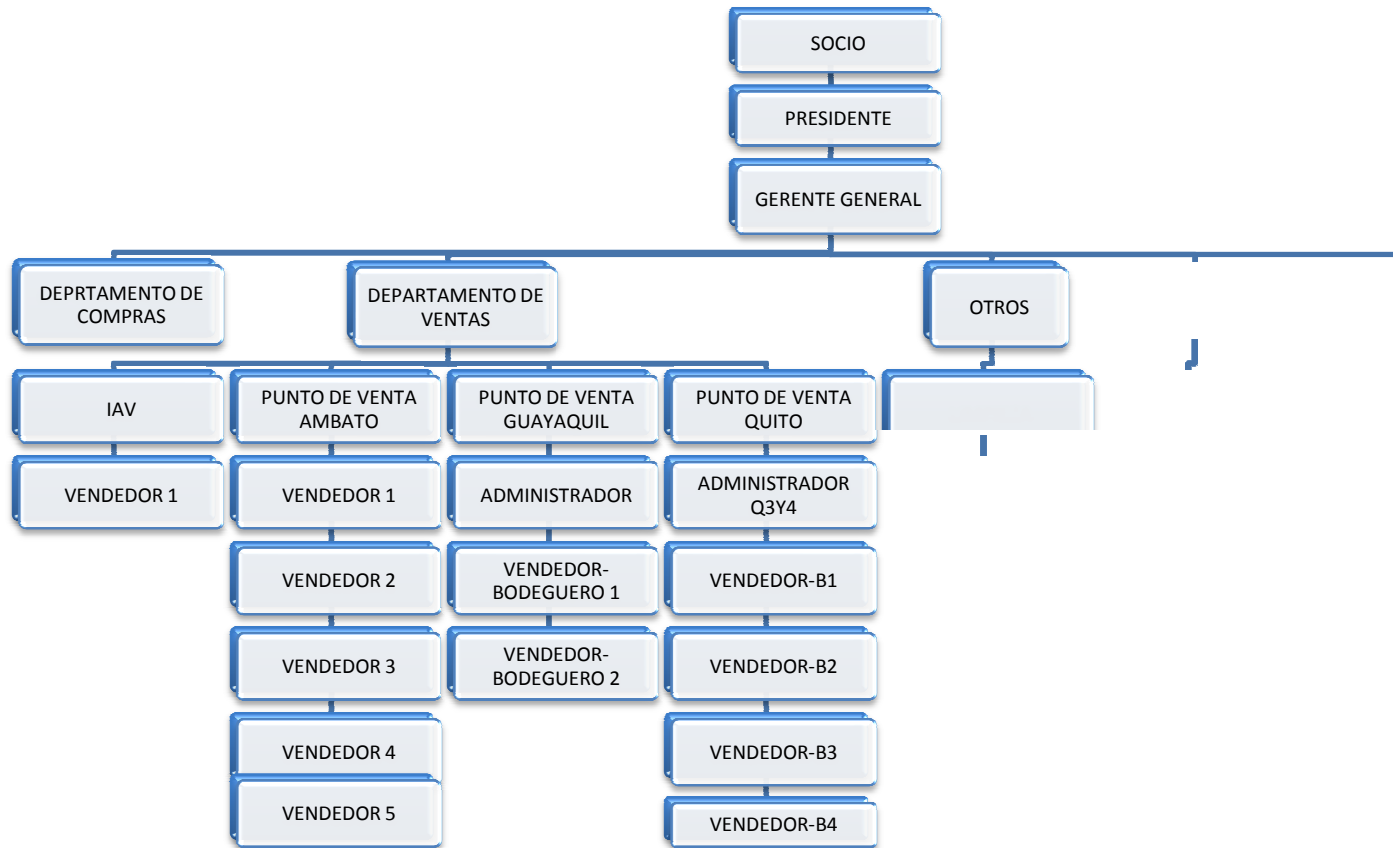 SOCIO
PRESIDENTE
GERENTE GENERAL
DEPRTAMENTO DE
COMPRAS
DEPARTAMENTO DE
VENTAS
OTROS
IAV
PUNTO DE VENTA
AMBATO
PUNTO DE VENTA
GUAYAQUIL
PUNTO DE VENTA
QUITO
VENDEDOR 1
VENDEDOR 1
ADMINISTRADOR
ADMINISTRADOR
Q3Y4
VENDEDOR 2
VENDEDOR-
BODEGUERO 1
VENDEDOR-B1
VENDEDOR 3
VENDEDOR-
BODEGUERO 2
VENDEDOR-B2
VENDEDOR 4
VENDEDOR-B3
VENDEDOR 5
VENDEDOR-B4